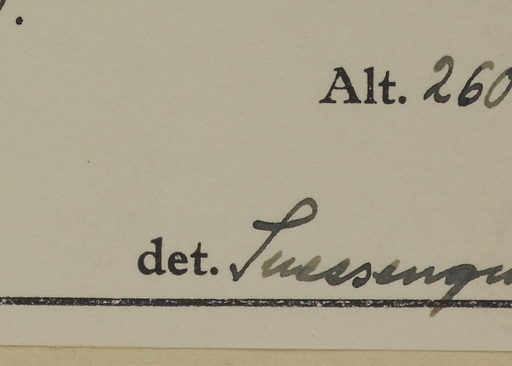 Alt. 260
det. Suessengu